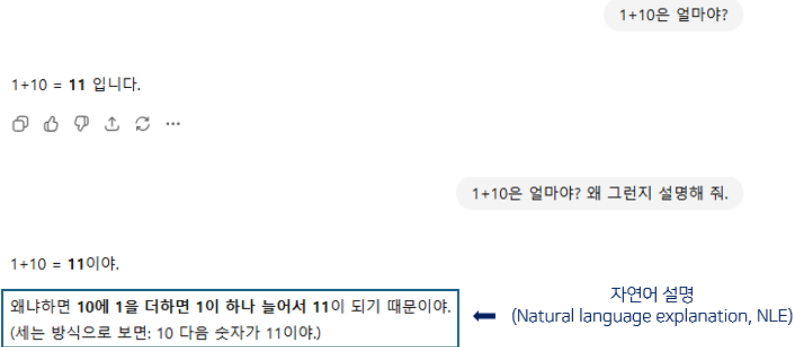 1+10은 얼마야?
1+10 = 11 입니다.
1+10은 얼마야? 왜 그런지 설명해 줘.
1+10 = 11이야.
왜냐하면 10에 1을 더하면 1이 하나 늘어서 11이 되기 때문이야.
(세는 방식으로 보면: 10 다음 숫자가 11이야.)
자연어 설명
(Natural language explanation, NLE)